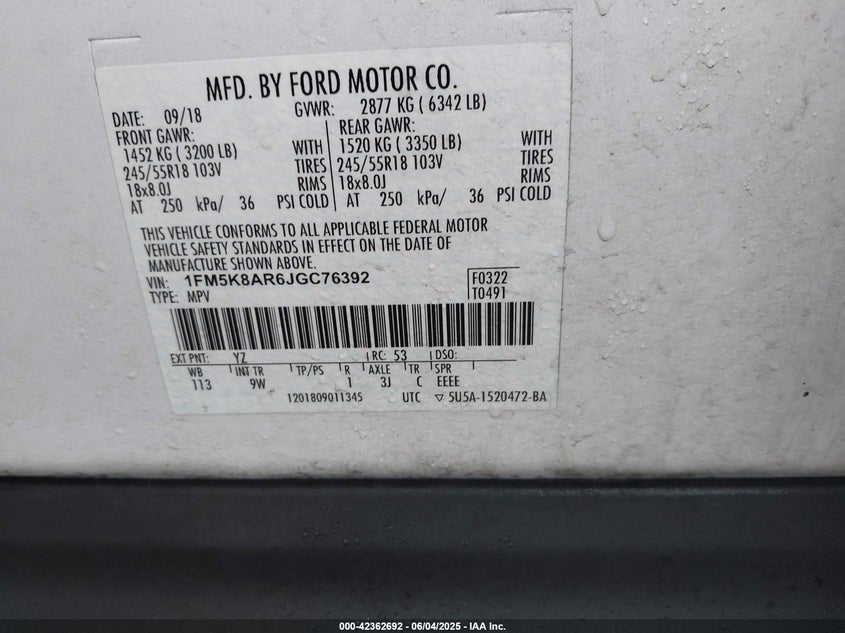 MFD. BY FORD MOTOR CO.
DATE: 09/18 GVWR: 2877 KG ( 6342 LB)
FRONT GAWR: REAR GAWR:
1452 KG ( 3200 LB) WITH 1520 KG ( 3350 LB) WITH
245/55R18 103V TIRES 245/55R18 103V TIRES
18x8.0J RIMS 18x8.0J RIMS
AT 250 kPa/ 36 PSI COLD AT 250 kPa/ 36 PSI COLD
THIS VEHICLE CONFORMS TO ALL APPLICABLE FEDERAL MOTOR
VEHICLE SAFETY STANDARDS IN EFFECT ON THE DATE OF
MANUFACTURE SHOWN ABOVE.
VIN: 1FM5K8AR6JGC76392 F0322
TYPE: MPV T0491
EXT PNT: YZ RC: 53 DSO:
WB INT TR TP/PS R AXLE TR SPR
113 9W 1 3J C EEEE
1201809011345 UTC ▽ 5U5A-1520472-BA
000-42362692 - 06/04/2025 - IAA Inc.